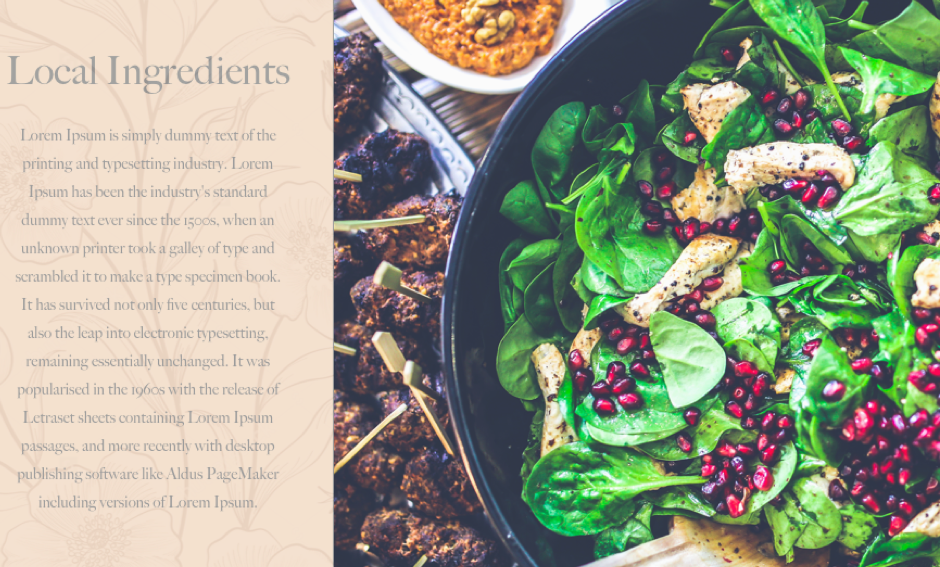 Local Ingredients
Lorem Ipsum is simply dummy text of the
printing and typesetting industry. Lorem
Ipsum has been the industry's standard
dummy text ever since the 1500s, when an
unknown printer took a galley of type and
scrambled it to make a type specimen book.
It has survived not only five centuries, but
also the leap into electronic typesetting,
remaining essentially unchanged. It was
popularised in the 1960s with the release of
Letraset sheets containing Lorem Ipsum
passages, and more recently with desktop
publishing software like Aldus PageMaker
including versions of Lorem Ipsum.